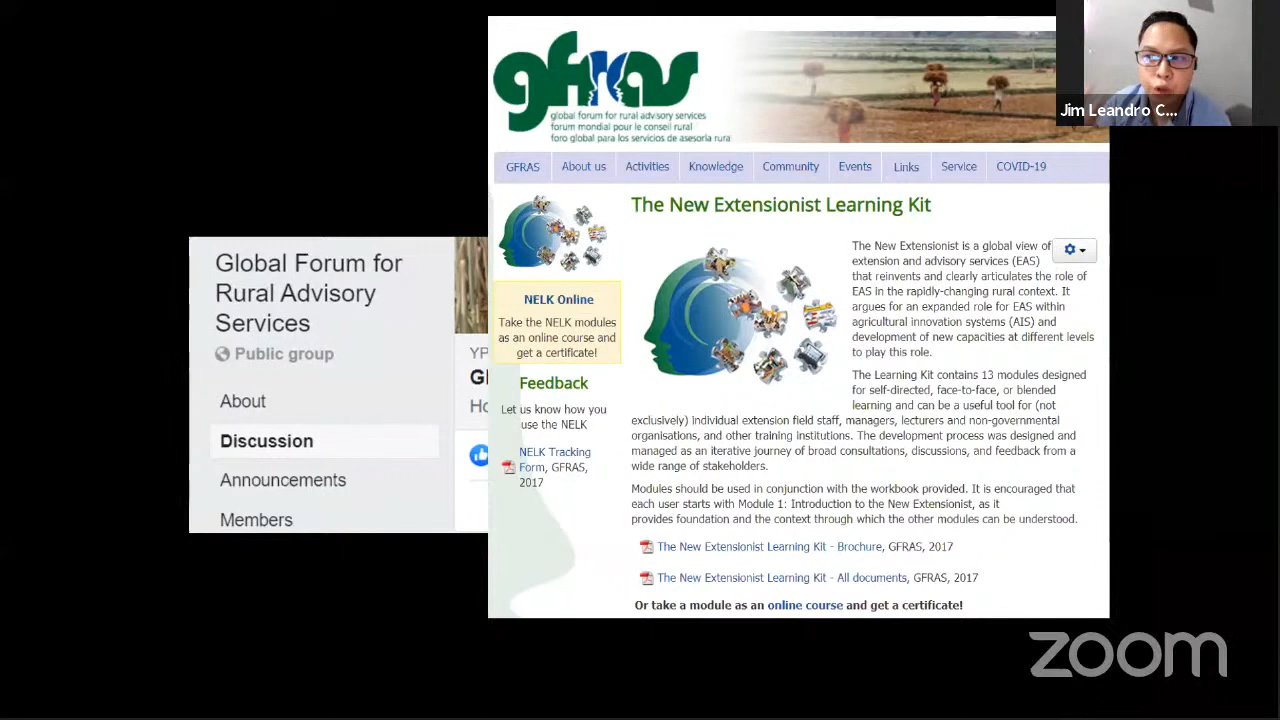 gfras
global forum for rural advisory services
forum mondial pour le conseil rural
foro global para los servicios de asesoría rural
Jim Leandro C...
GFRAS About us Activities Knowledge Community Events Links Service COVID-19
The New Extensionist Learning Kit
The New Extensionist is a global view of
extension and advisory services (EAS)
that reinvents and clearly articulates the role of
EAS in the rapidly-changing rural context. It
argues for an expanded role for EAS within
agricultural innovation systems (AIS) and
development of new capacities at different levels
to play this role.
The Learning Kit contains 13 modules designed
for self-directed, face-to-face, or blended
learning and can be a useful tool for (not
exclusively) individual extension field staff, managers, lecturers and non-governmental
organisations, and other training institutions. The development process was designed and
managed as an iterative journey of broad consultations, discussions, and feedback from a
wide range of stakeholders.
Modules should be used in conjunction with the workbook provided. It is encouraged that
each user starts with Module 1: Introduction to the New Extensionist, as it
provides foundation and the context through which the other modules can be understood.
The New Extensionist Learning Kit - Brochure, GFRAS, 2017
The New Extensionist Learning Kit - All documents, GFRAS, 2017
Or take a module as an online course and get a certificate!
NELK Online
Take the NELK modules
as an online course and
get a certificate!
Feedback
Let us know how you
use the NELK
NELK Tracking
Form, GFRAS,
2017
Global Forum for
Rural Advisory
Services
Public group
About
Discussion
Announcements
Members
YP
Ho
zoom